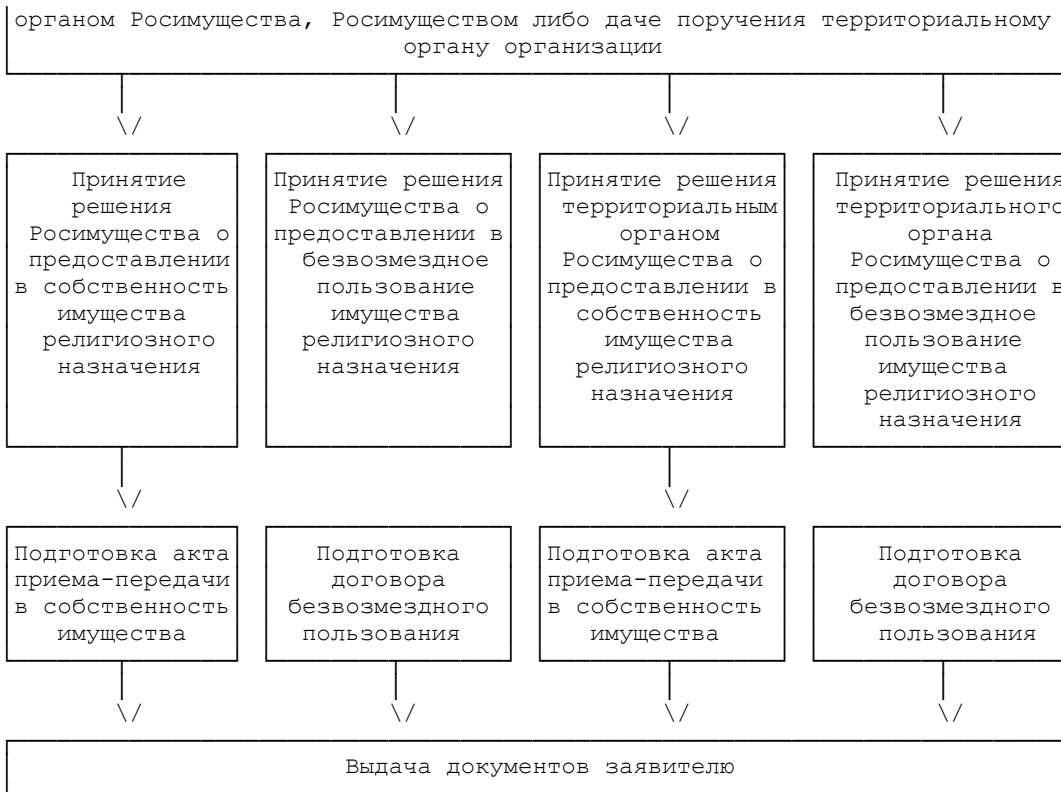 органом Росимущества, Росимуществом либо даче поручения территориальному
органу организации
\/ \/ \/ \/
Принятие
решения
Росимущества о
предоставлении
в собственность
имущества
религиозного
назначения
Принятие решения
Росимущества о
предоставлении в
безвозмездное
пользование
имущества
религиозного
назначения
Принятие решения
территориальным
органом
Росимущества о
предоставлении в
собственность
имущества
религиозного
назначения
Принятие решения
территориального
органа
Росимущества о
предоставлении в
безвозмездное
пользование
имущества
религиозного
назначения
\/ \/
Подготовка акта
приема-передачи
в собственность
имущества
Подготовка
договора
безвозмездного
пользования
Подготовка акта
приема-передачи
в собственность
имущества
Подготовка
договора
безвозмездного
пользования
\/ \/ \/ \/
Выдача документов заявителю